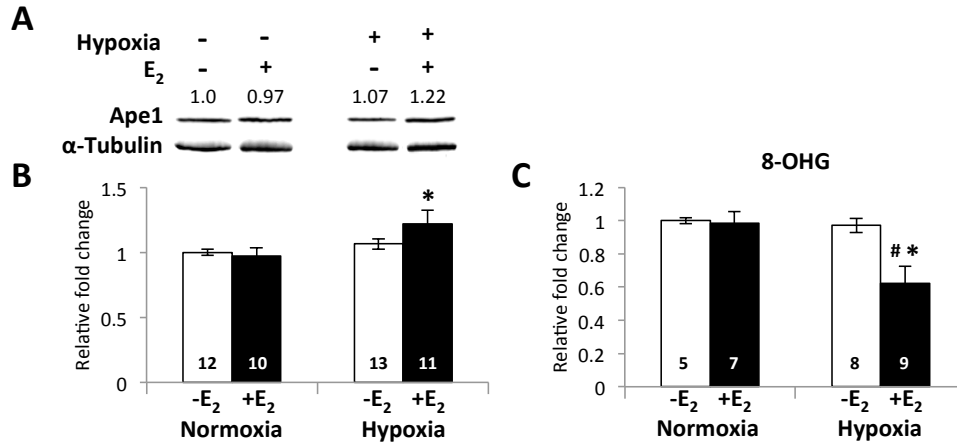 A
Hypoxia - - + +
E₂ - + - +
1.0 0.97 1.07 1.22
Ape1
α-Tubulin
B
Relative fold change
1.5
1
0.5
0
*
12 10 13 11
-E₂ +E₂ -E₂ +E₂
Normoxia Hypoxia
C
8-OHG
Relative fold change
1.2
1
0.8
0.6
0.4
0.2
0
# *
5 7 8 9
-E₂ +E₂ -E₂ +E₂
Normoxia Hypoxia